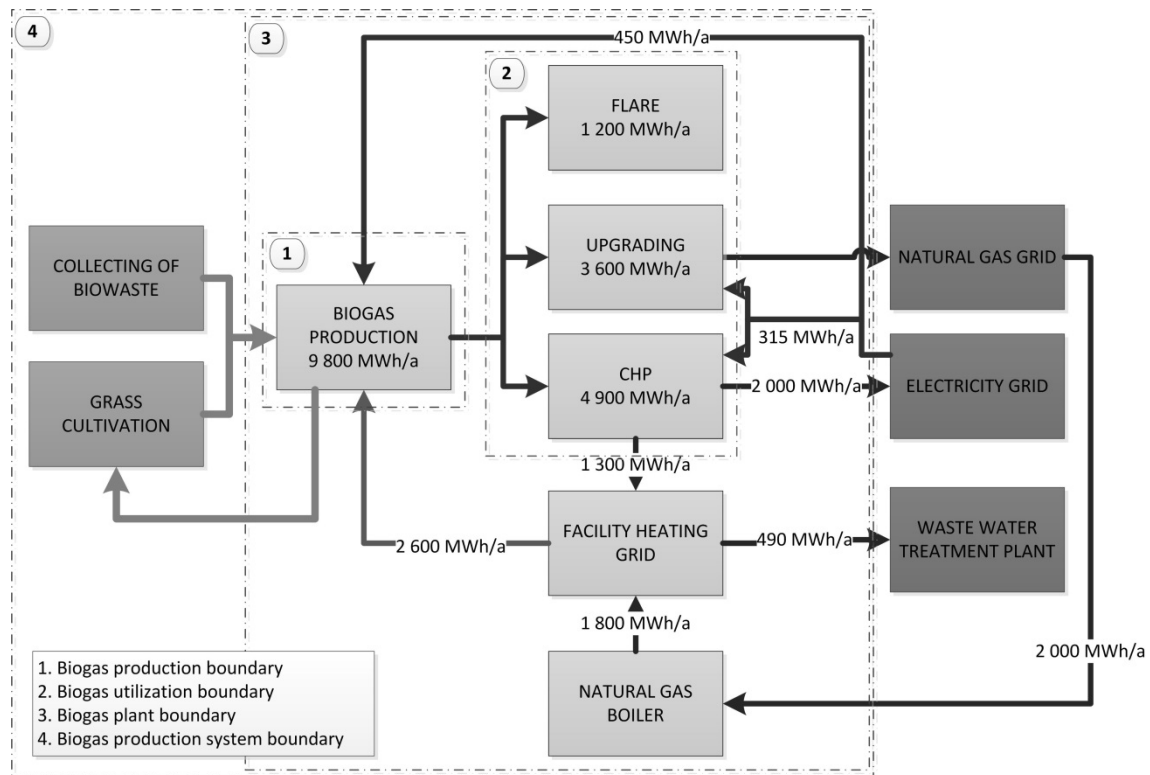 4
3
450 MWh/a
2
FLARE
1 200 MWh/a
1
UPGRADING
3 600 MWh/a
NATURAL GAS GRID
COLLECTING OF
BIOWASTE
BIOGAS
PRODUCTION
9 800 MWh/a
315 MWh/a
GRASS
CULTIVATION
CHP
4 900 MWh/a
2 000 MWh/a
ELECTRICITY GRID
1 300 MWh/a
2 600 MWh/a
FACILITY HEATING
GRID
490 MWh/a
WASTE WATER
TREATMENT PLANT
1 800 MWh/a
2 000 MWh/a
NATURAL GAS
BOILER
1. Biogas production boundary
2. Biogas utilization boundary
3. Biogas plant boundary
4. Biogas production system boundary